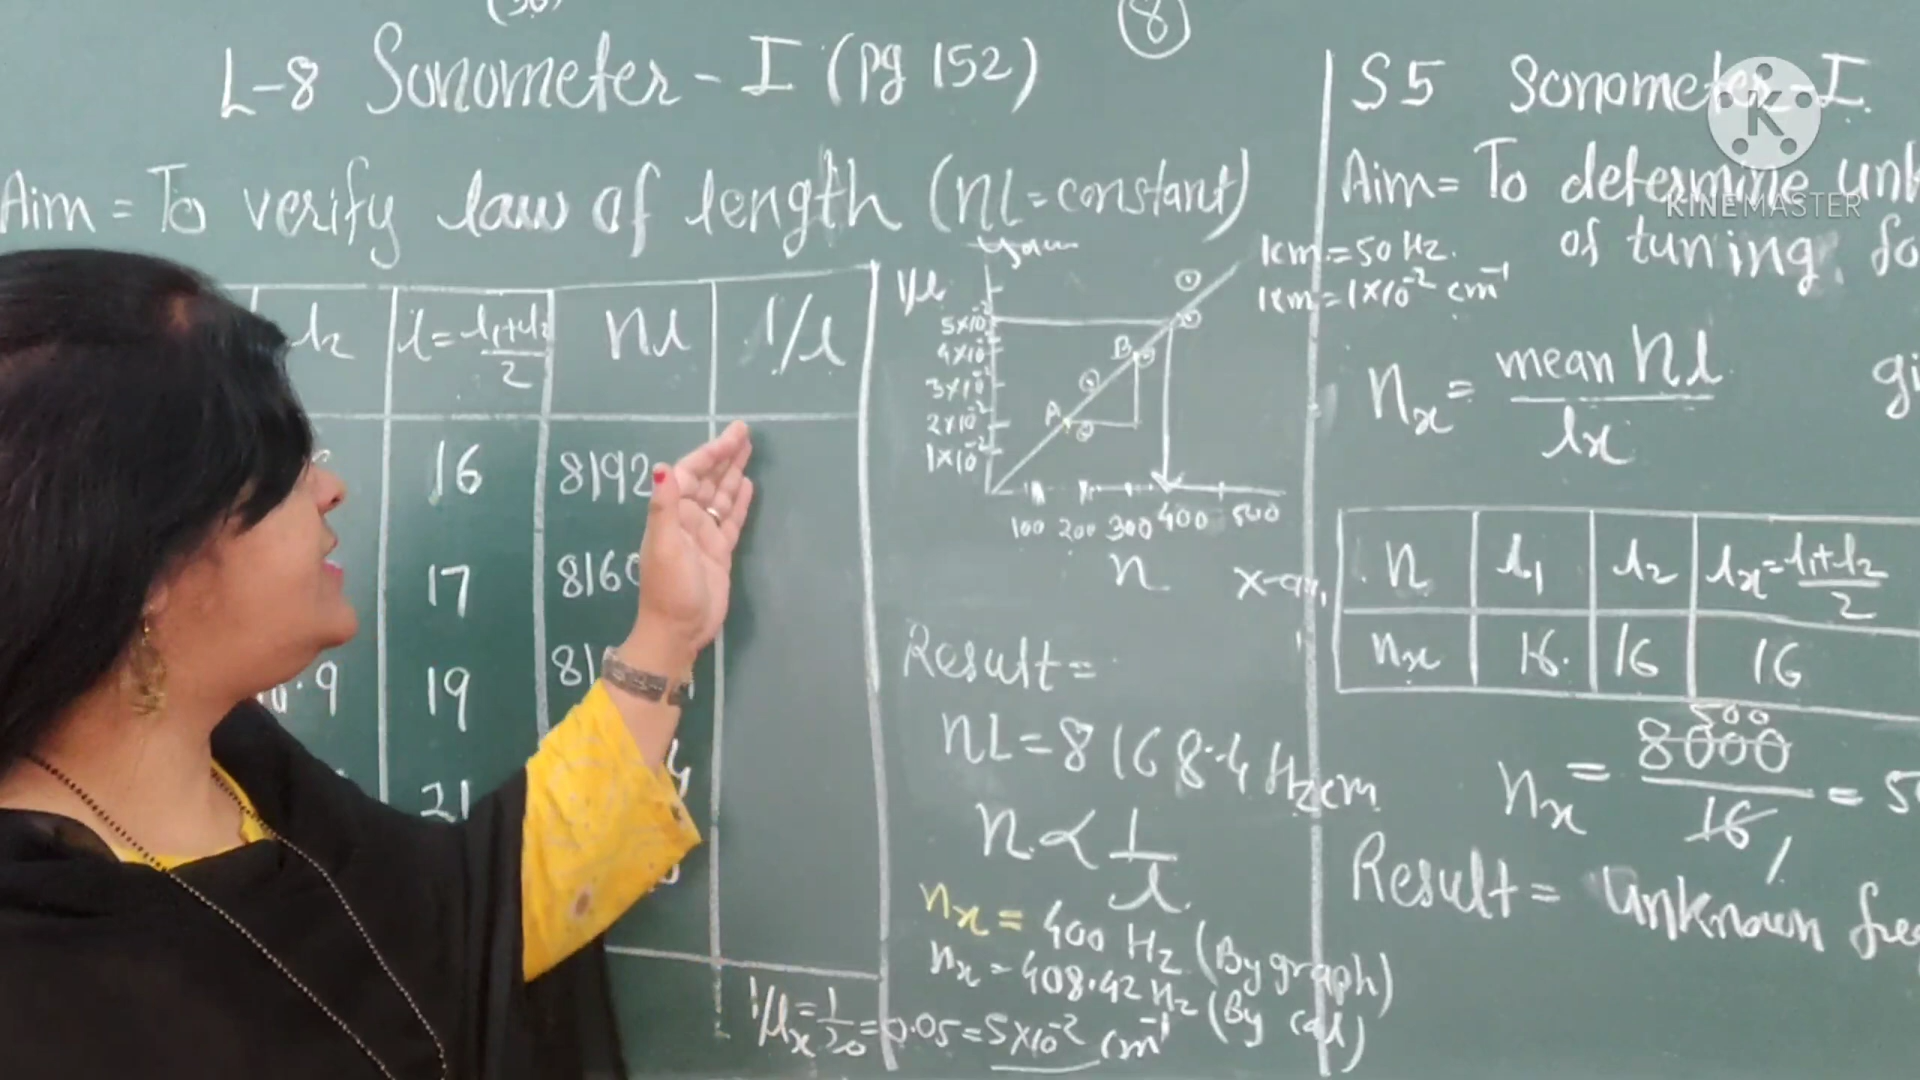 (36)
8
L-8 Sonometer - I (pg 152)
Aim = To verify law of length (nl = constant)
l2
l = l1+l2/2
nl
1/l
16
8192
17
816
.9
19
81
21
4
1/lx = 1/20 = 0.05 = 5×10-2 cm-1
1/l
5×10-2
4×10-2
3×10-2
2×10-2
1×10-2
A
B
100 200 300 400 500
n
1cm = 50 Hz.
1cm = 1×10-2 cm-1
Result =
nl = 8168.4 Hz cm
n ∝ 1/l
nx = 400 Hz (By graph)
nx = 408.42 Hz (By cal)
S5 Sonometer - I
Aim = To determine
of tuning
nx = mean nl/lx
n l1 l2 lx = l1+l2/2
nx 16. 16 16
500
nx = 8000/16 = 5
Result = Unknown
K
KINEMASTER